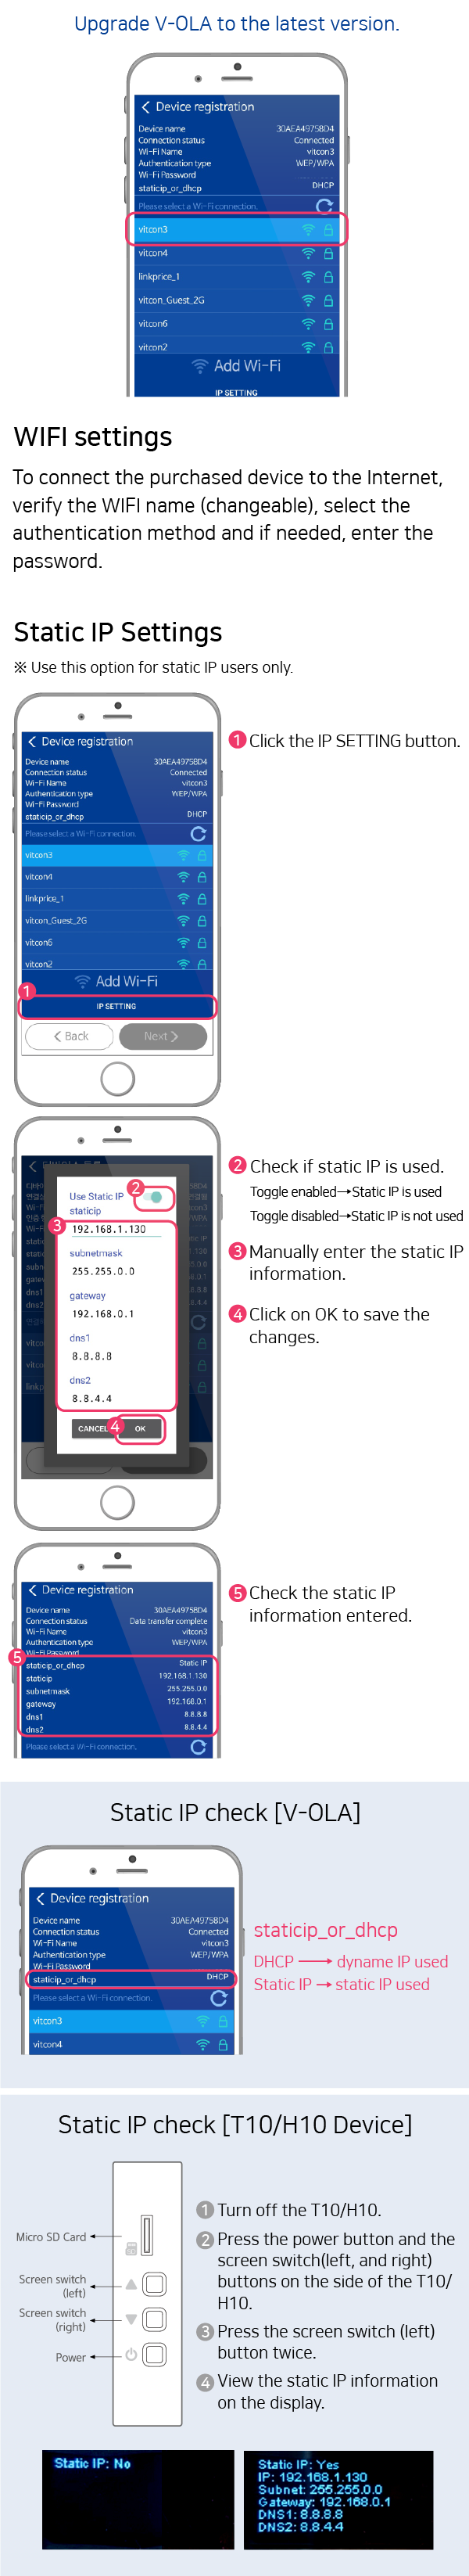 Upgrade V-OLA to the latest version.
Device registration
Device name 30AEA49758D4
Connection status Connected
Wi-Fi Name vitcon3
Authentication type WEP/WPA
Wi-Fi Password
staticip_or_dhcp DHCP
Please select a Wi-Fi connection.
vitcon3
vitcon4
linkprice_1
vitcon_Guest_2G
vitcon6
vitcon2
Add Wi-Fi
IP SETTING
WIFI settings
To connect the purchased device to the Internet,
verify the WIFI name (changeable), select the
authentication method and if needed, enter the
password.
Static IP Settings
※ Use this option for static IP users only.
Device registration
Device name 30AEA49758D4
Connection status Connected
Wi-Fi Name vitcon3
Authentication type WEP/WPA
Wi-Fi Password
staticip_or_dhcp DHCP
Please select a Wi-Fi connection.
vitcon3
vitcon4
linkprice_1
vitcon_Guest_2G
vitcon6
vitcon2
Add Wi-Fi
1
IP SETTING
Back Next
1 Click the IP SETTING button.
Use Static IP 2
staticip
3 192.168.1.130
subnetmask
255.255.0.0
gateway
192.168.0.1
dns1
8.8.8.8
dns2
8.8.4.4
CANCEL 4 OK
2 Check if static IP is used.
Toggle enabled→Static IP is used
Toggle disabled→Static IP is not used
3 Manually enter the static IP
information.
4 Click on OK to save the
changes.
Device registration
Device name 30AEA49758D4
Connection status Data transfer complete
Wi-Fi Name vitcon3
Authentication type WEP/WPA
Wi-Fi Password
5 staticip_or_dhcp Static IP
staticip 192.168.1.130
subnetmask 255.255.0.0
gateway 192.168.0.1
dns1 8.8.8.8
dns2 8.8.4.4
Please select a Wi-Fi connection.
5 Check the static IP
information entered.
Static IP check [V-OLA]
Device registration
Device name 30AEA49758D4
Connection status Connected
Wi-Fi Name vitcon3
Authentication type WEP/WPA
Wi-Fi Password
staticip_or_dhcp DHCP
Please select a Wi-Fi connection.
vitcon3
vitcon4
staticip_or_dhcp
DHCP → dyname IP used
Static IP → static IP used
Static IP check [T10/H10 Device]
Micro SD Card
Screen switch
(left)
Screen switch
(right)
Power
1 Turn off the T10/H10.
2 Press the power button and the
screen switch(left, and right)
buttons on the side of the T10/
H10.
3 Press the screen switch (left)
button twice.
4 View the static IP information
on the display.
Static IP: No
Static IP: Yes
IP: 192.168.1.130
Subnet: 255.255.0.0
Gateway: 192.168.0.1
DNS1: 8.8.8.8
DNS2: 8.8.4.4